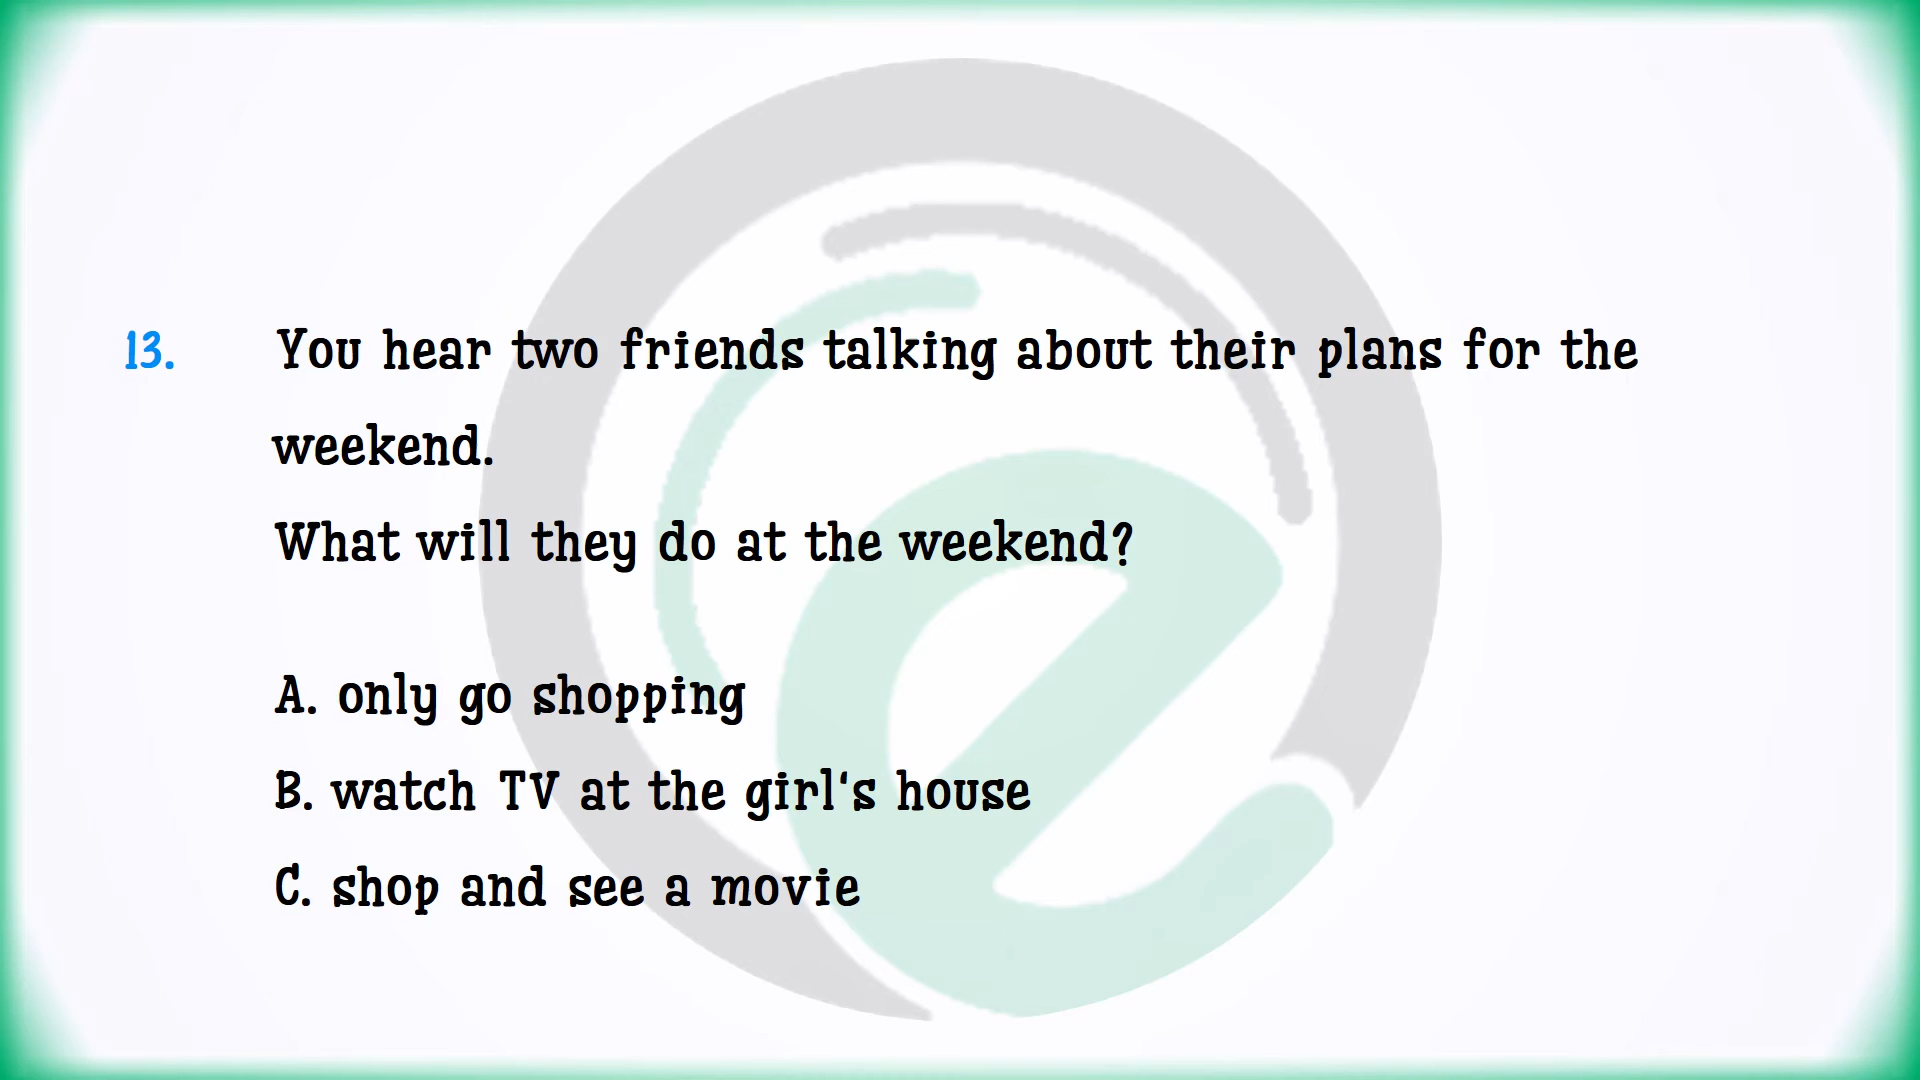 13. You hear two friends talking about their plans for the
weekend.
What will they do at the weekend?
A. only go shopping
B. watch TV at the girl's house
C. shop and see a movie